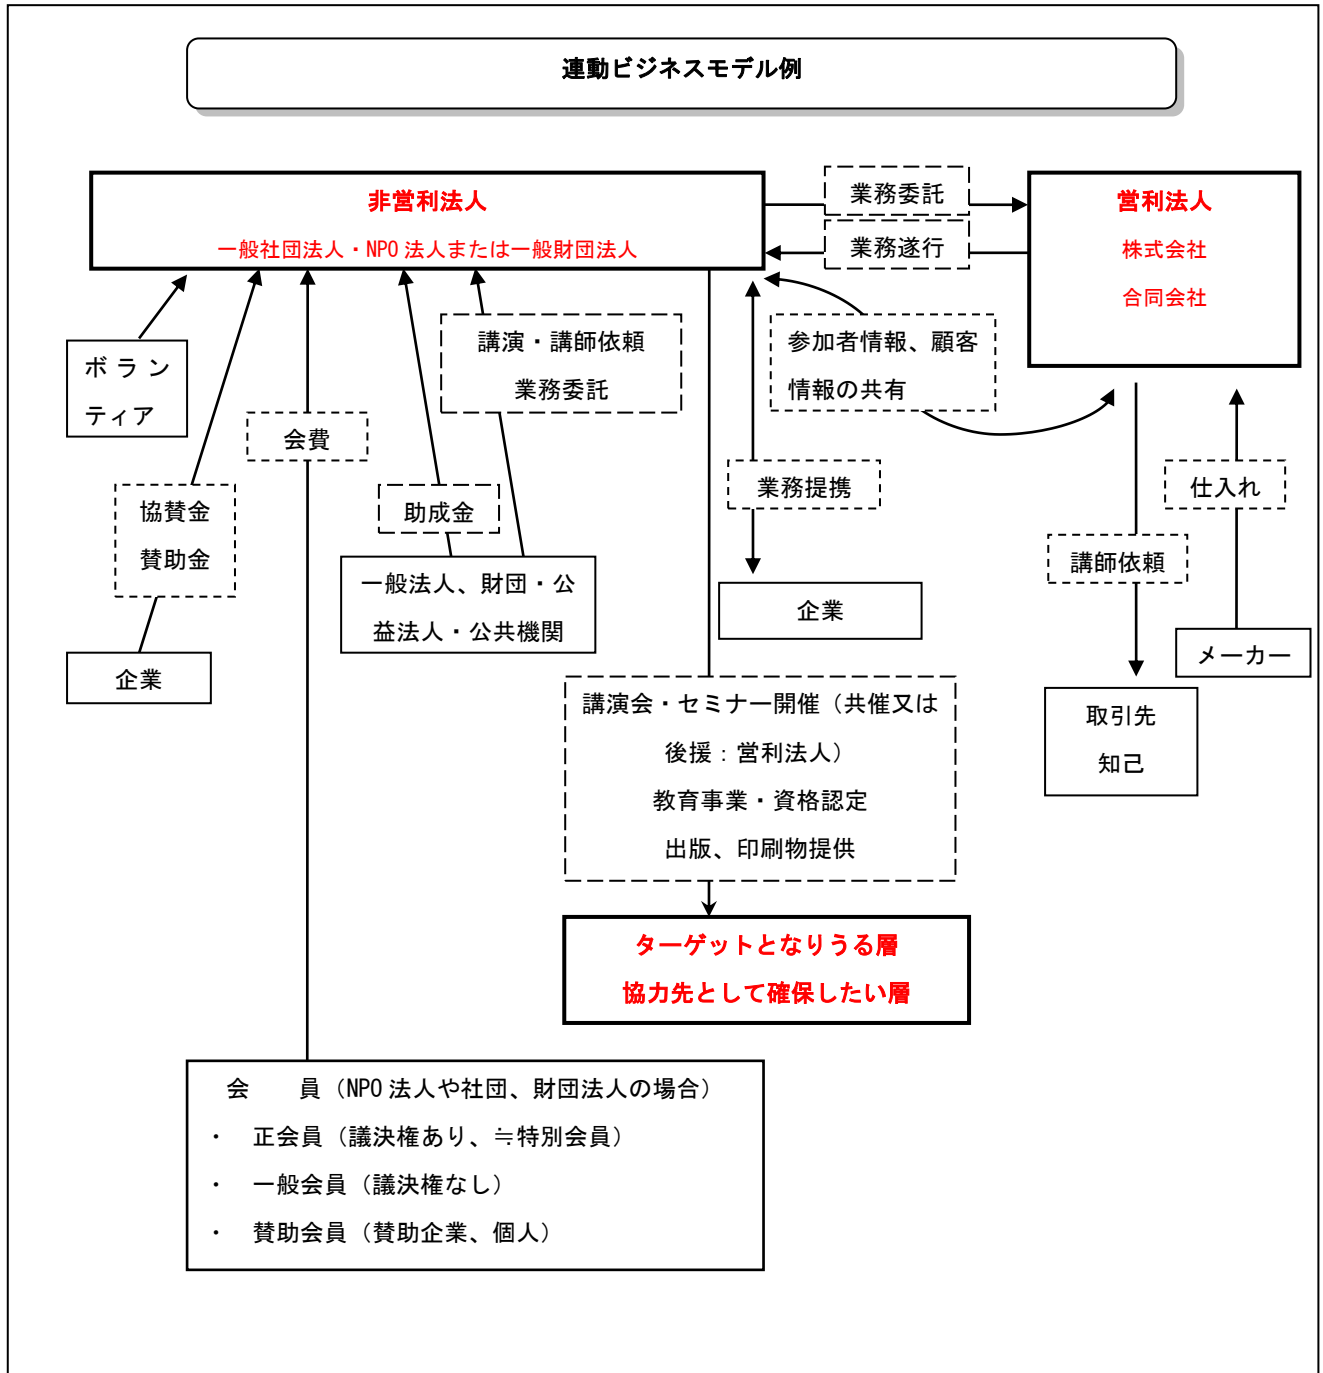 連動ビジネスモデル例
非営利法人
一般社団法人・NPO法人または一般財団法人
業務委託
業務遂行
営利法人
株式会社
合同会社
ボラン
ティア
講演・講師依頼
業務委託
参加者情報、顧客
情報の共有
会費
協賛金
賛助金
助成金
業務提携
仕入れ
講師依頼
一般法人、財団・公
益法人・公共機関
企業
企業
メーカー
取引先
知己
講演会・セミナー開催（共催又は
後援：営利法人）
教育事業・資格認定
出版、印刷物提供
ターゲットとなりうる層
協力先として確保したい層
会　　員（NPO法人や社団、財団法人の場合）
・　正会員（議決権あり、≒特別会員）
・　一般会員（議決権なし）
・　賛助会員（賛助企業、個人）